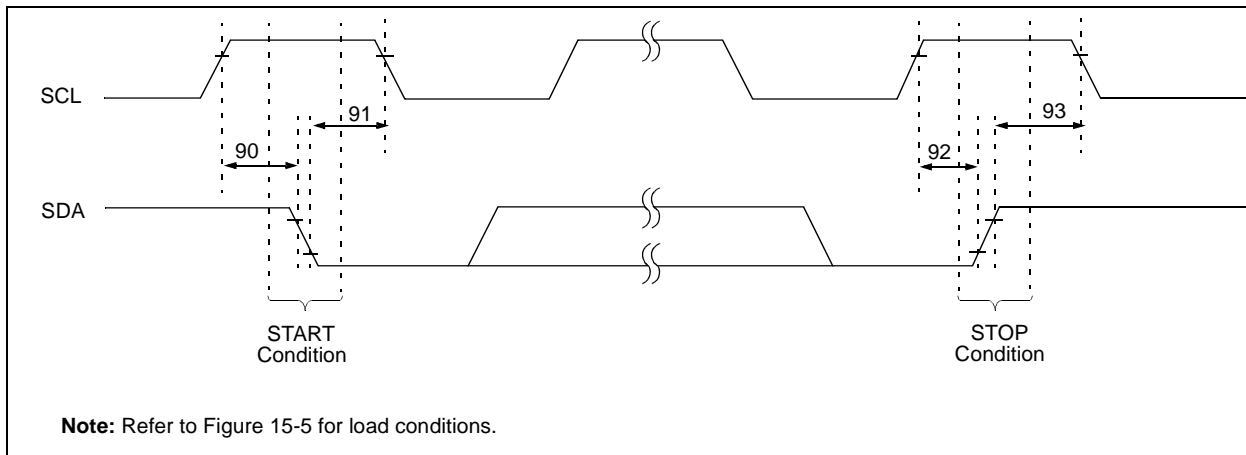 SCL
91
93
90
92
SDA
START
Condition
STOP
Condition
Note: Refer to Figure 15-5 for load conditions.